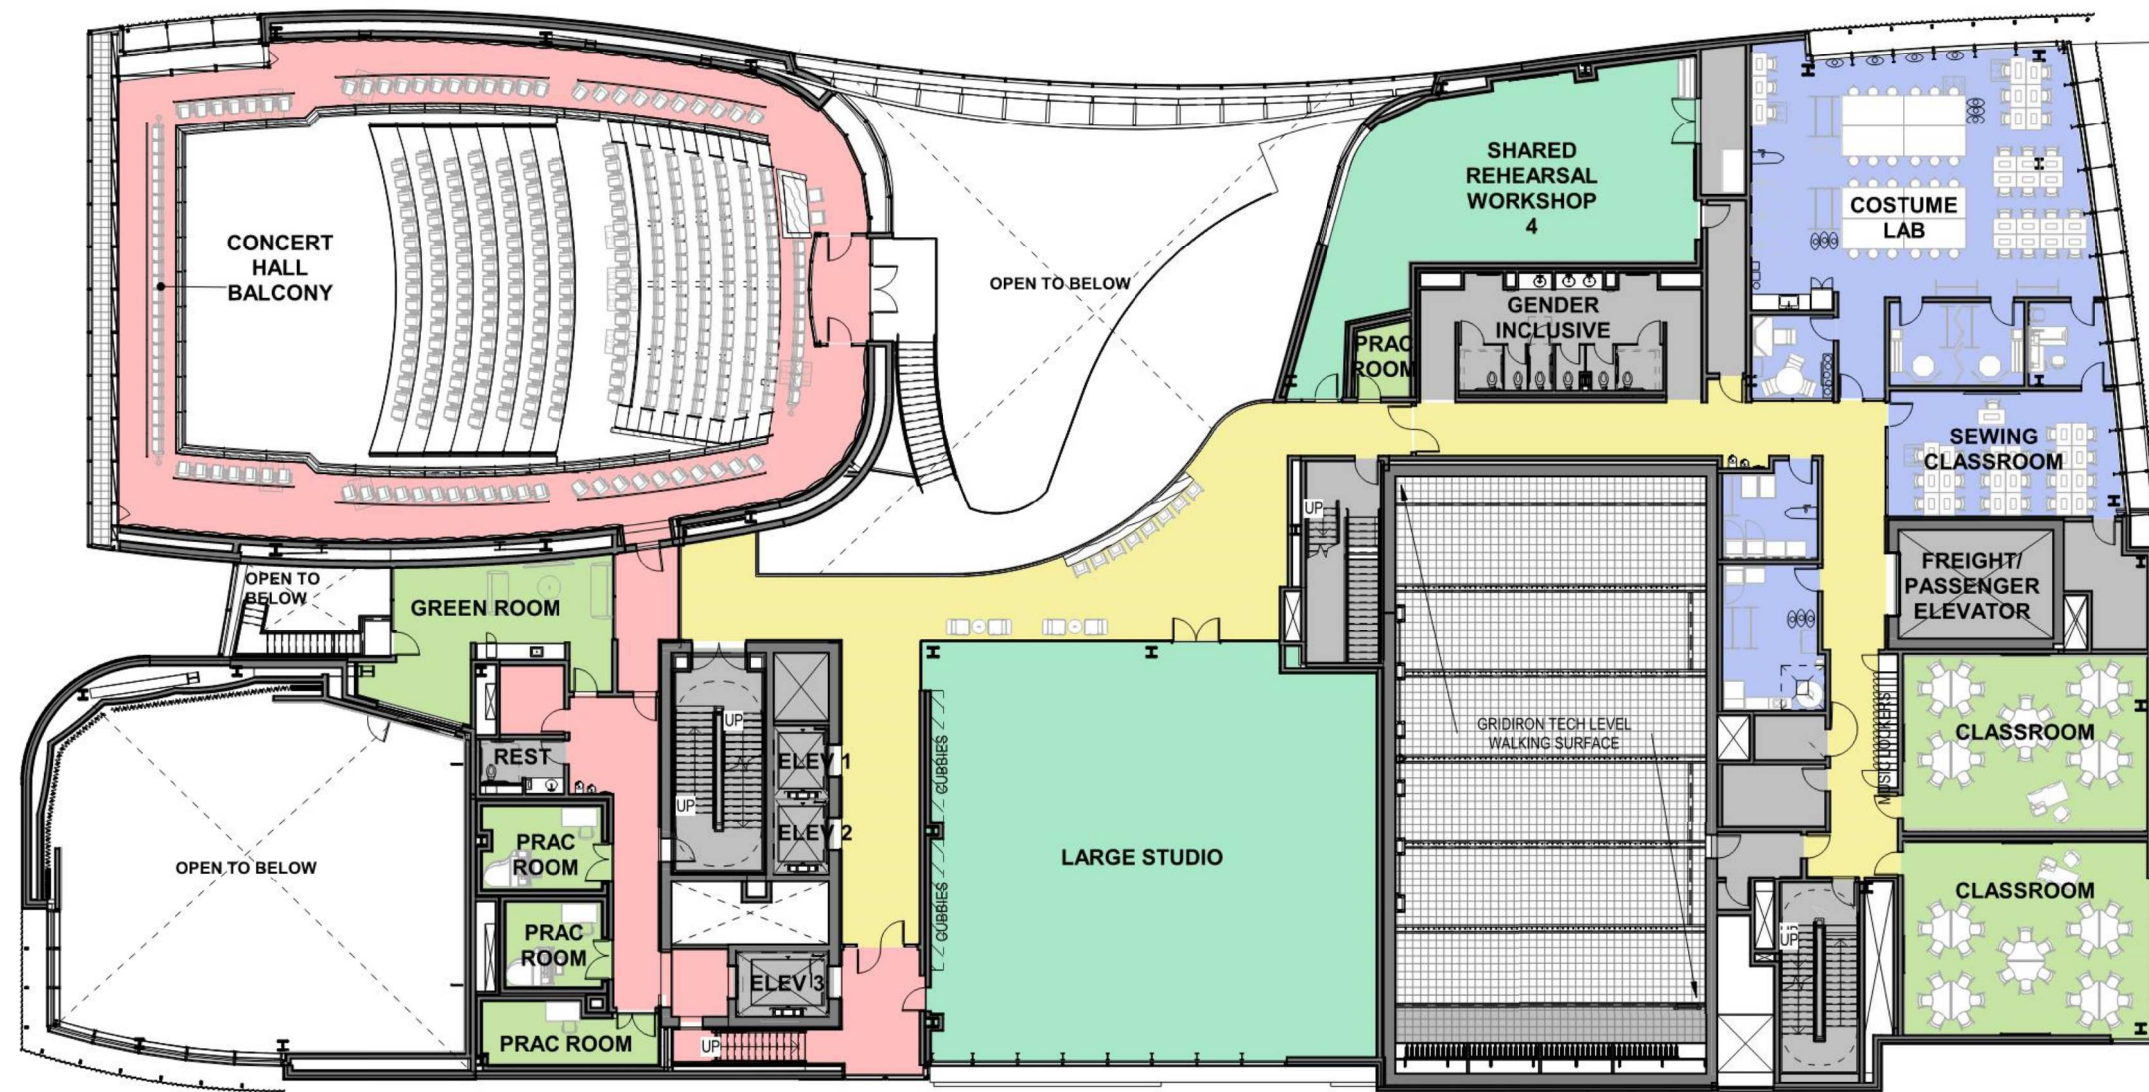 CONCERT
HALL
BALCONY
OPEN TO BELOW
SHARED
REHEARSAL
WORKSHOP
4
PRAC
ROOM
GENDER
INCLUSIVE
COSTUME
LAB
SEWING
CLASSROOM
OPEN TO
BELOW
GREEN ROOM
UP
FREIGHT/
PASSENGER
ELEVATOR
REST
UP
UP
ELEV 1
ELEV 2
ELEV 3
CUBBIES
CUBBIES
GRIDIRON TECH LEVEL
WALKING SURFACE
MUSIC LOCKERS
CLASSROOM
OPEN TO BELOW
PRAC
ROOM
PRAC
ROOM
PRAC ROOM
UP
LARGE STUDIO
UP
CLASSROOM